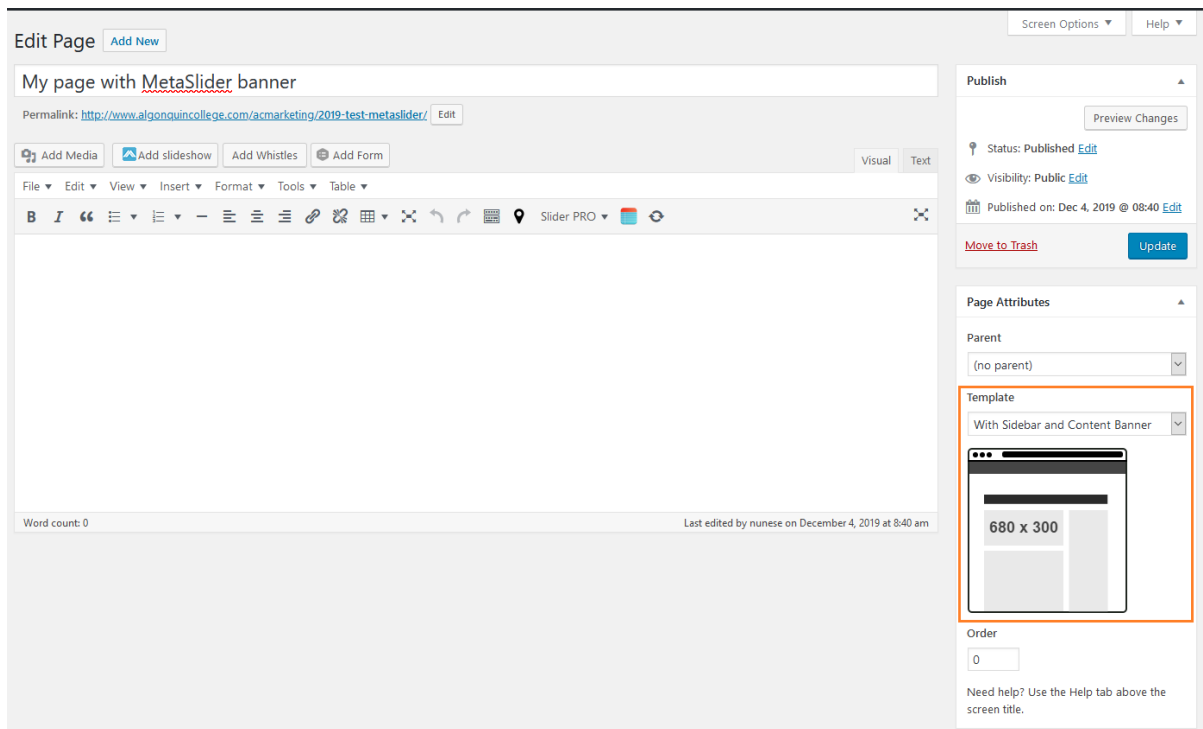 Screen Options ▼ Help ▼
Edit Page Add New
My page with MetaSlider banner
Permalink: http://www.algonquincollege.com/acmarketing/2019-test-metaslider/ Edit
Add Media Add slideshow Add Whistles Add Form
Visual Text
File ▼ Edit ▼ View ▼ Insert ▼ Format ▼ Tools ▼ Table ▼
B I Slider PRO ▼
Word count: 0 Last edited by nunese on December 4, 2019 at 8:40 am
Publish
Preview Changes
Status: Published Edit
Visibility: Public Edit
Published on: Dec 4, 2019 @ 08:40 Edit
Move to Trash Update
Page Attributes
Parent
(no parent)
Template
With Sidebar and Content Banner
680 x 300
Order
0
Need help? Use the Help tab above the
screen title.